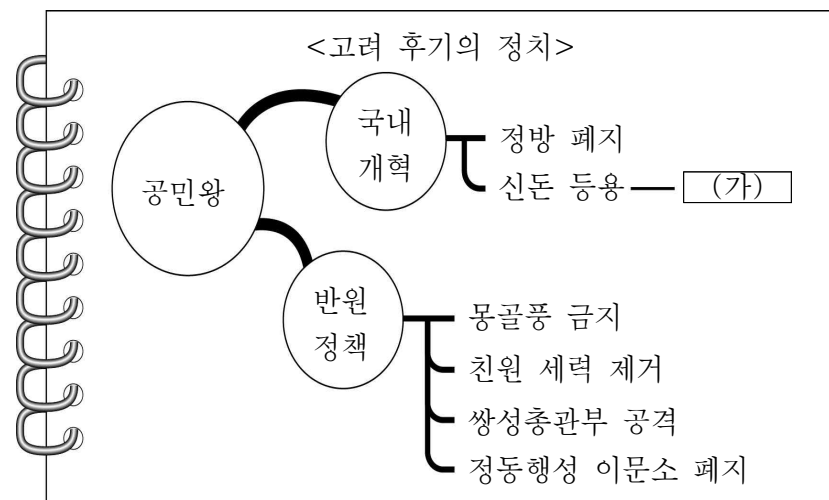 <고려 후기의 정치>
공민왕
국내
개혁
정방 폐지
신돈 등용
(가)
반원
정책
몽골풍 금지
친원 세력 제거
쌍성총관부 공격
정동행성 이문소 폐지